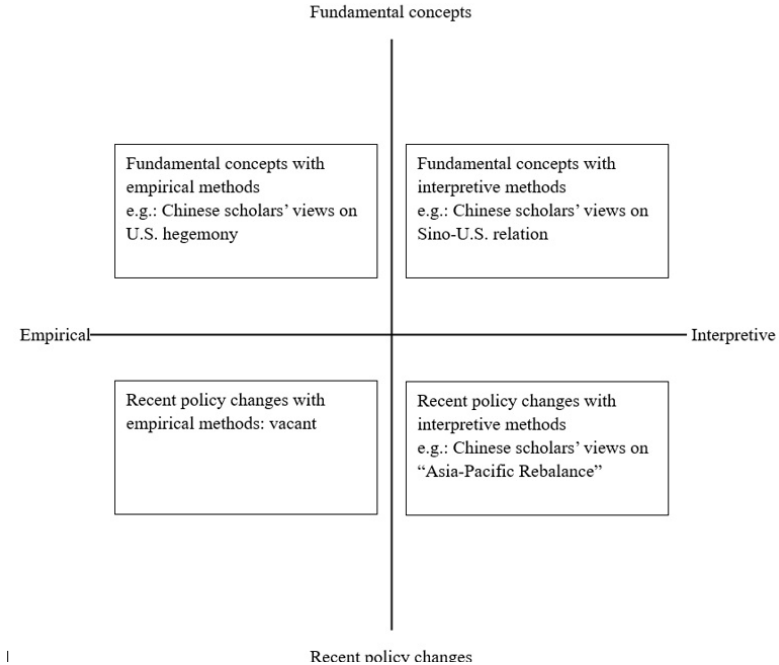 Fundamental concepts
Fundamental concepts with
empirical methods
e.g.: Chinese scholars’ views on
U.S. hegemony
Fundamental concepts with
interpretive methods
e.g.: Chinese scholars’ views on
Sino-U.S. relation
Empirical
Interpretive
Recent policy changes with
empirical methods: vacant
Recent policy changes with
interpretive methods
e.g.: Chinese scholars’ views on
“Asia-Pacific Rebalance”
Recent policy changes